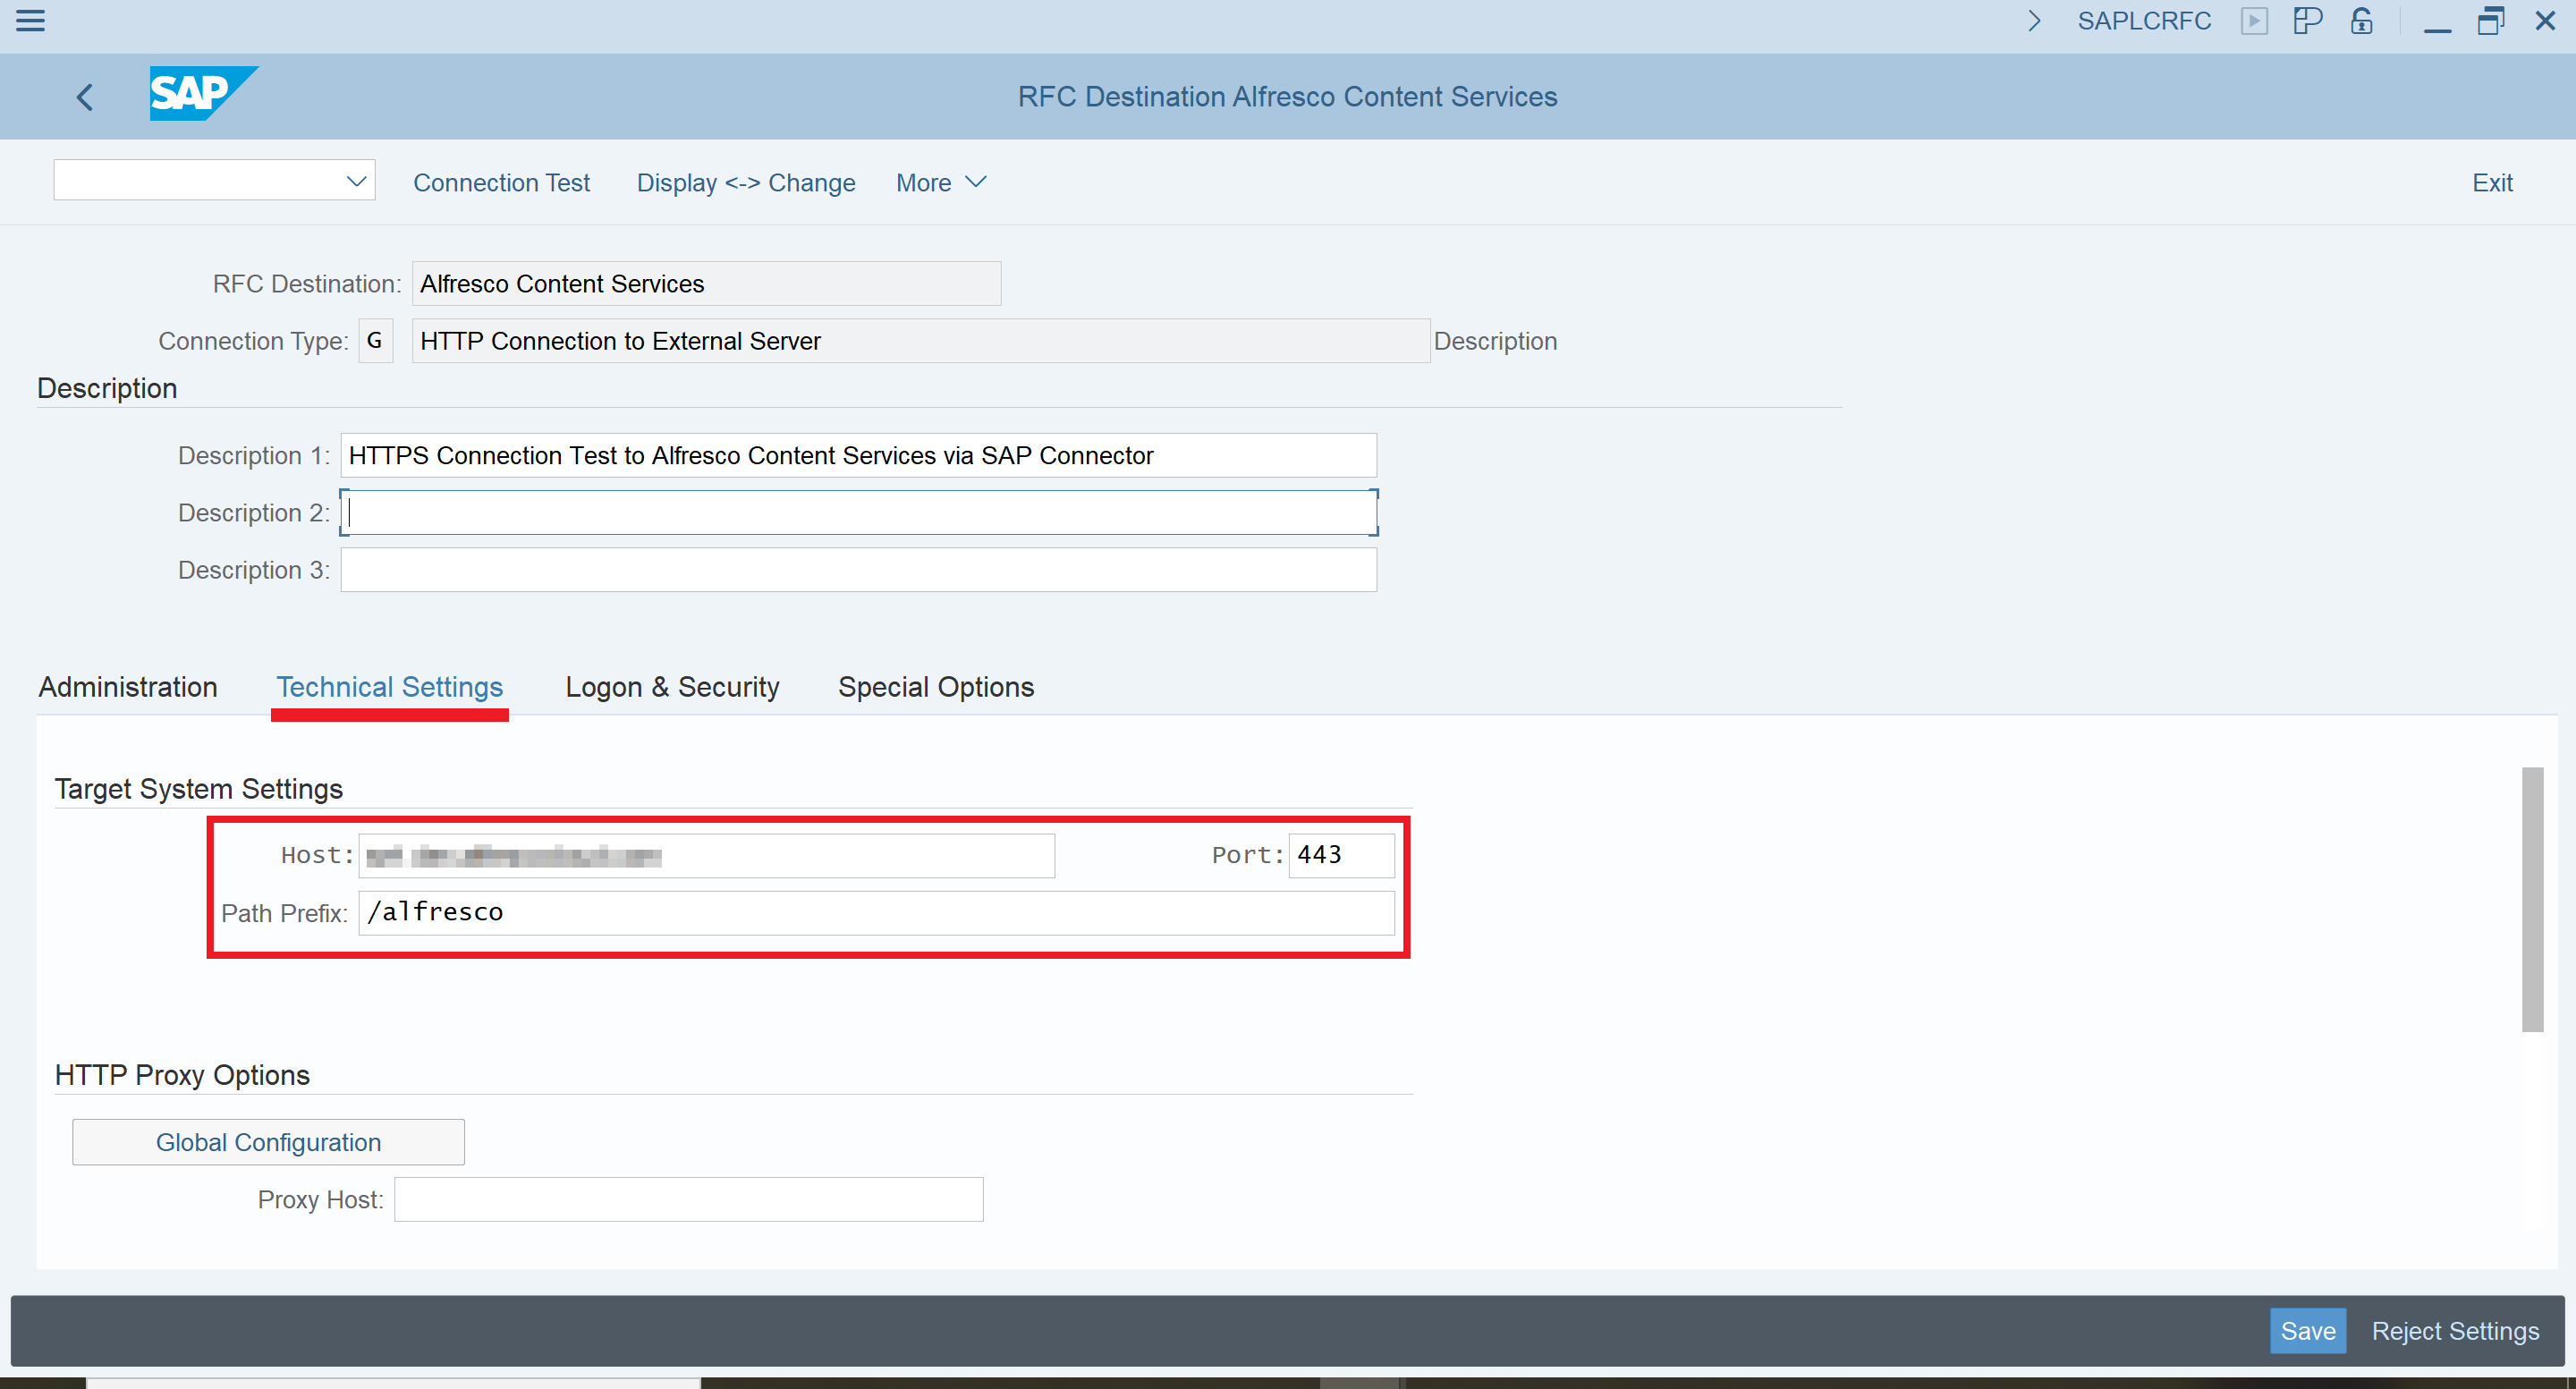 SAPLCRFC
SAP
RFC Destination Alfresco Content Services
Connection Test Display <-> Change More Exit
RFC Destination: Alfresco Content Services
Connection Type: G HTTP Connection to External Server Description
Description
Description 1: HTTPS Connection Test to Alfresco Content Services via SAP Connector
Description 2:
Description 3:
Administration Technical Settings Logon & Security Special Options
Target System Settings
Host: Port: 443
Path Prefix: /alfresco
HTTP Proxy Options
Global Configuration
Proxy Host:
Save Reject Settings